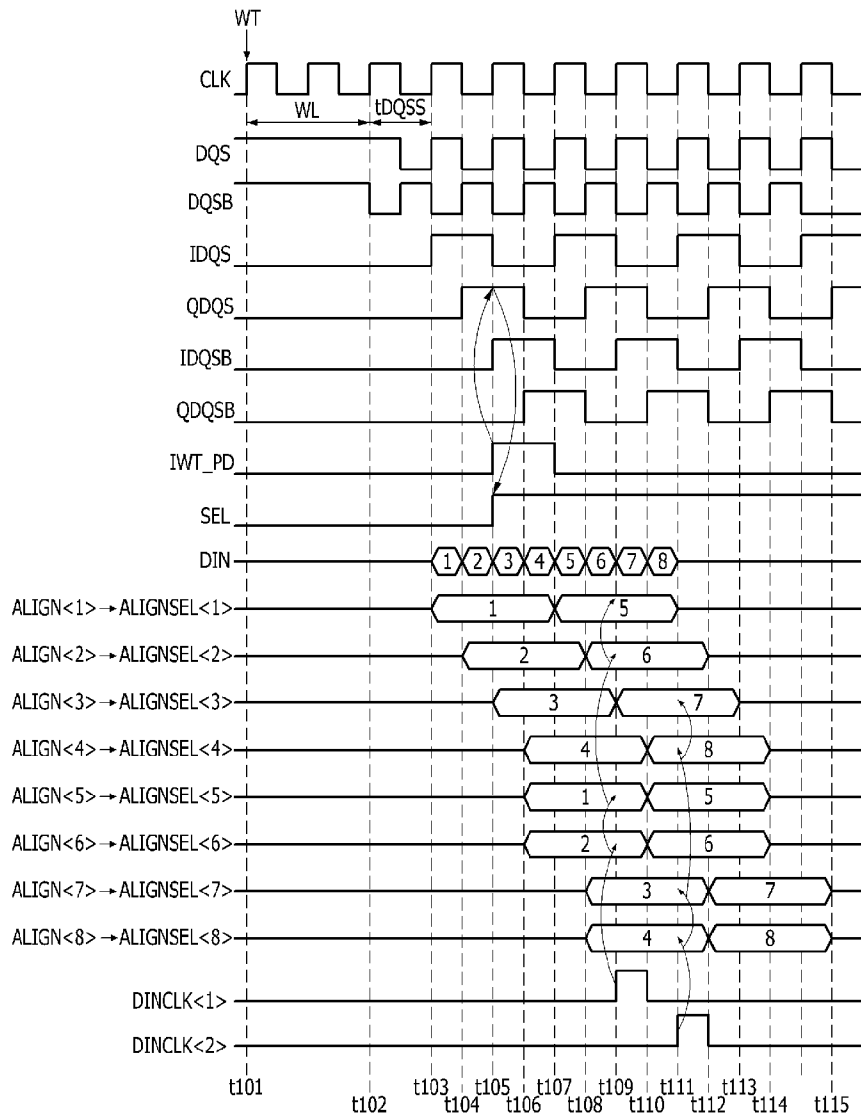 WT
CLK
WL
tDQSS
DQS
DQSB
IDQS
QDQS
IDQSB
QDQSB
IWT_PD
SEL
DIN 1 2 3 4 5 6 7 8
ALIGN<1>→ALIGNSEL<1> 1 5
ALIGN<2>→ALIGNSEL<2> 2 6
ALIGN<3>→ALIGNSEL<3> 3 7
ALIGN<4>→ALIGNSEL<4> 4 8
ALIGN<5>→ALIGNSEL<5> 1 5
ALIGN<6>→ALIGNSEL<6> 2 6
ALIGN<7>→ALIGNSEL<7> 3 7
ALIGN<8>→ALIGNSEL<8> 4 8
DINCLK<1>
DINCLK<2>
t101 t103 t105 t107 t109 t111 t113
t102 t104 t106 t108 t110 t112 t114 t115